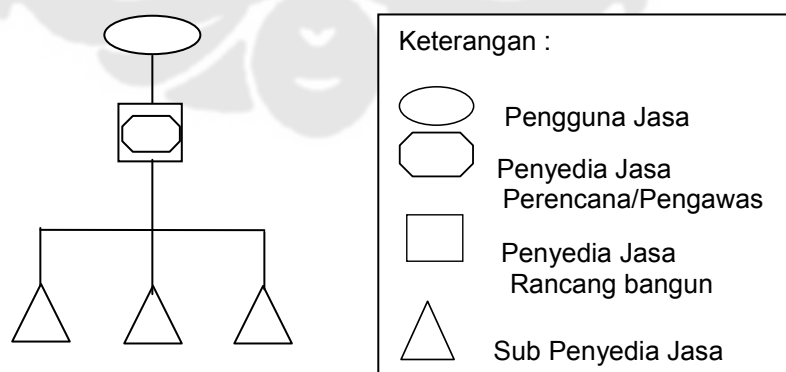 Keterangan :
Pengguna Jasa
Penyedia Jasa
Perencana/Pengawas
Penyedia Jasa
Rancang bangun
Sub Penyedia Jasa